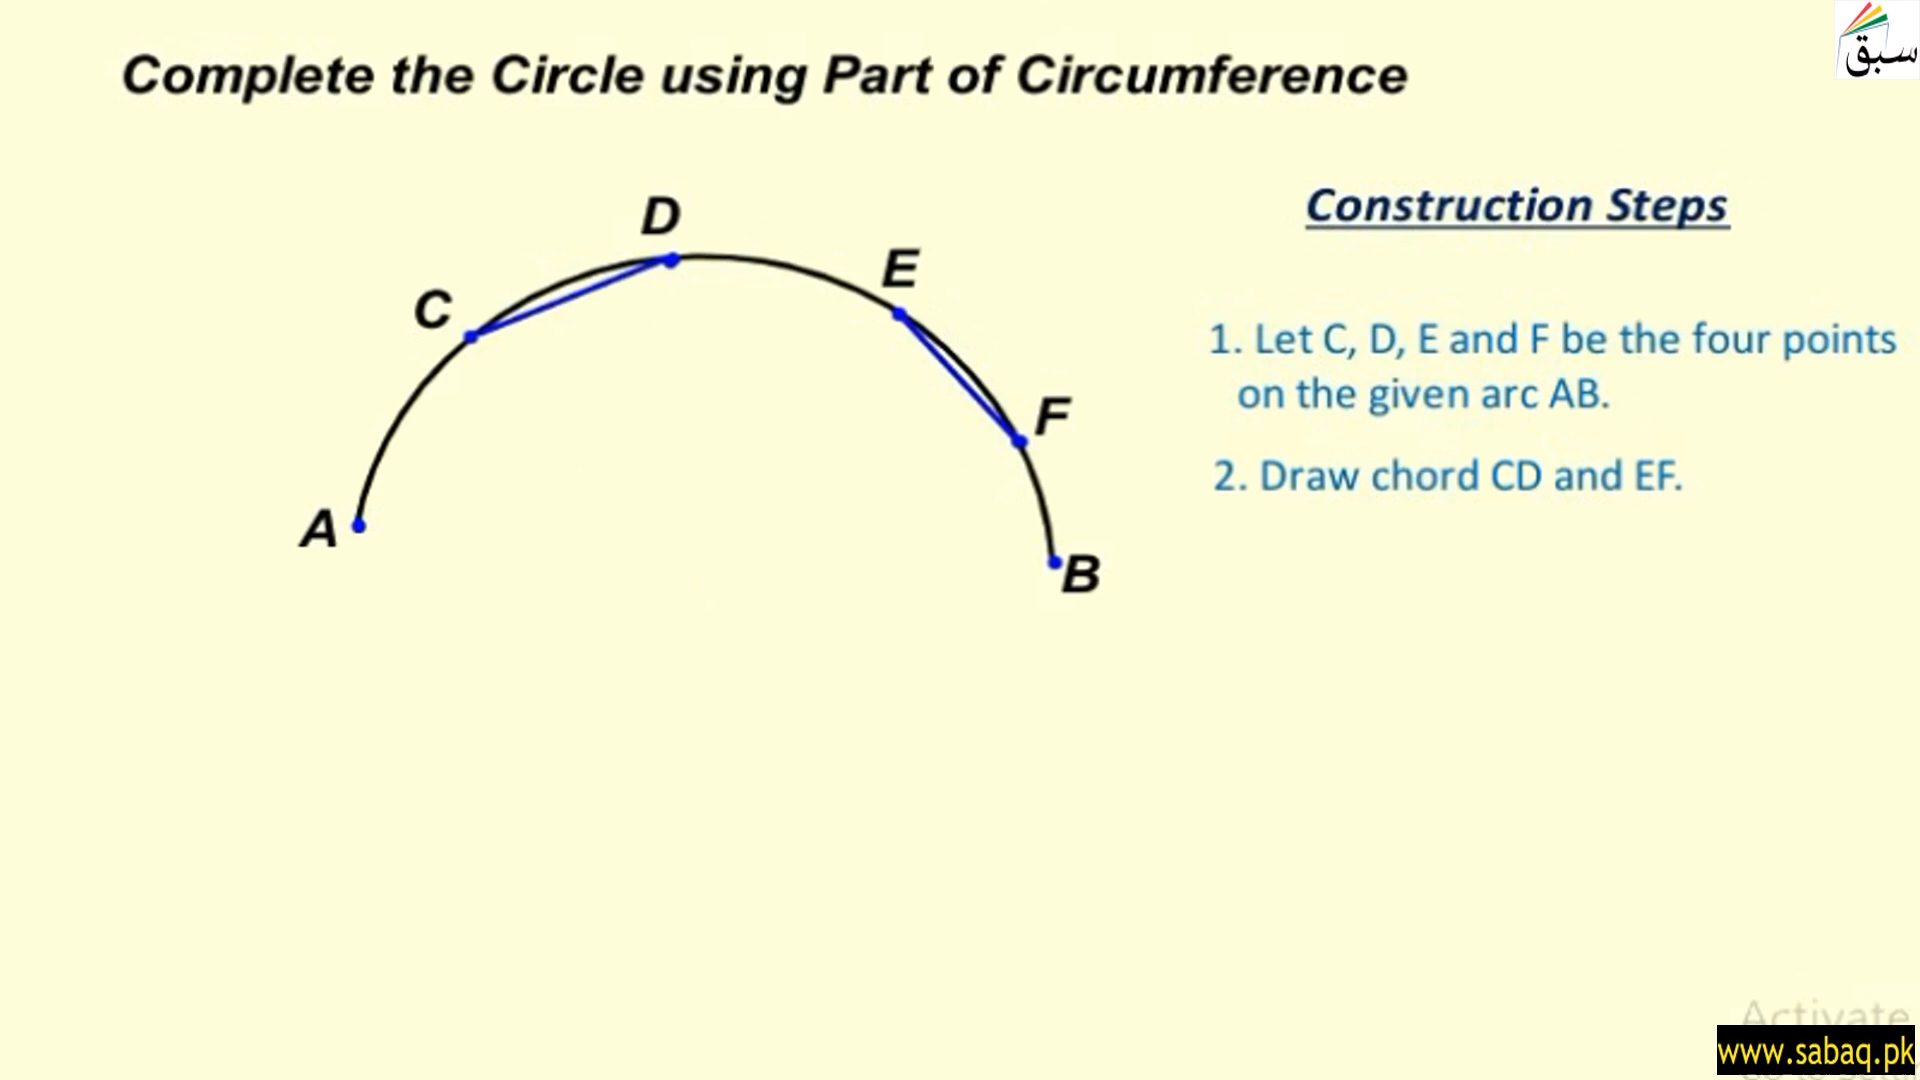 سبق
Complete the Circle using Part of Circumference
D
E
C
F
A
B
Construction Steps
1. Let C, D, E and F be the four points
on the given arc AB.
2. Draw chord CD and EF.
Activate
www.sabaq.pk